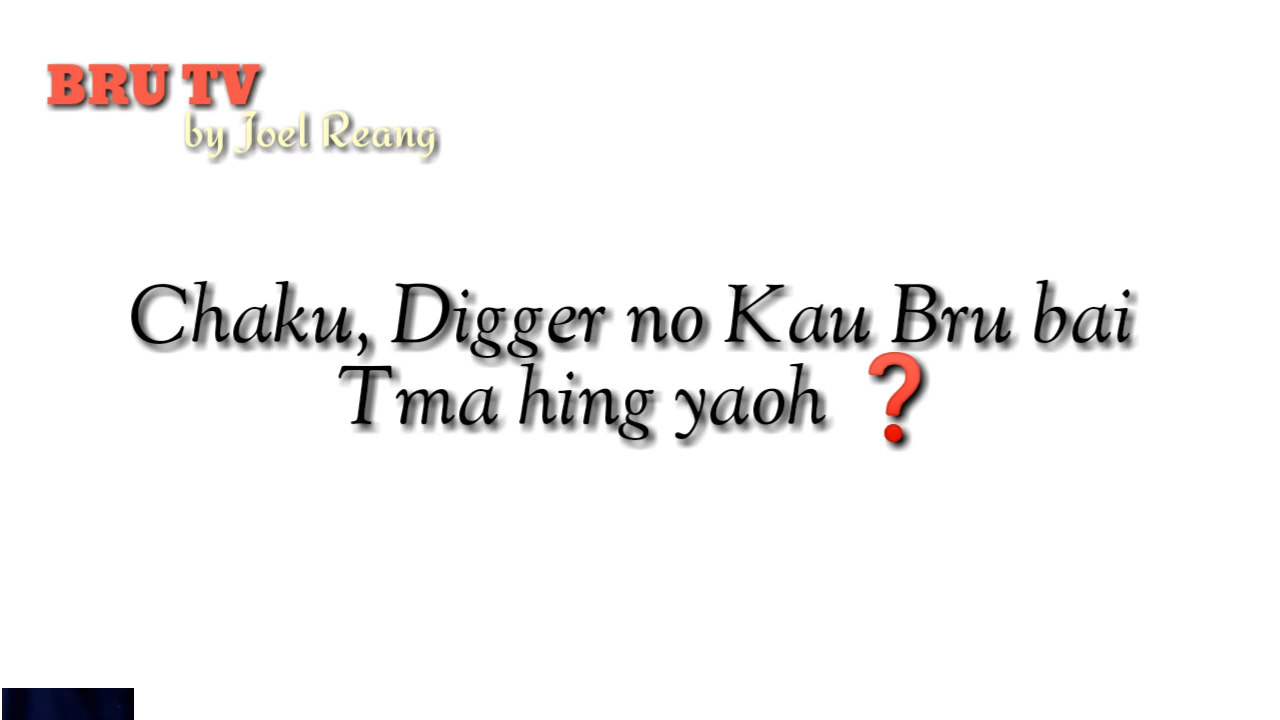 BRU TV
by Joel Reang
Chaku, Digger no Kau Bru bai
Tma hing yaoh ❓